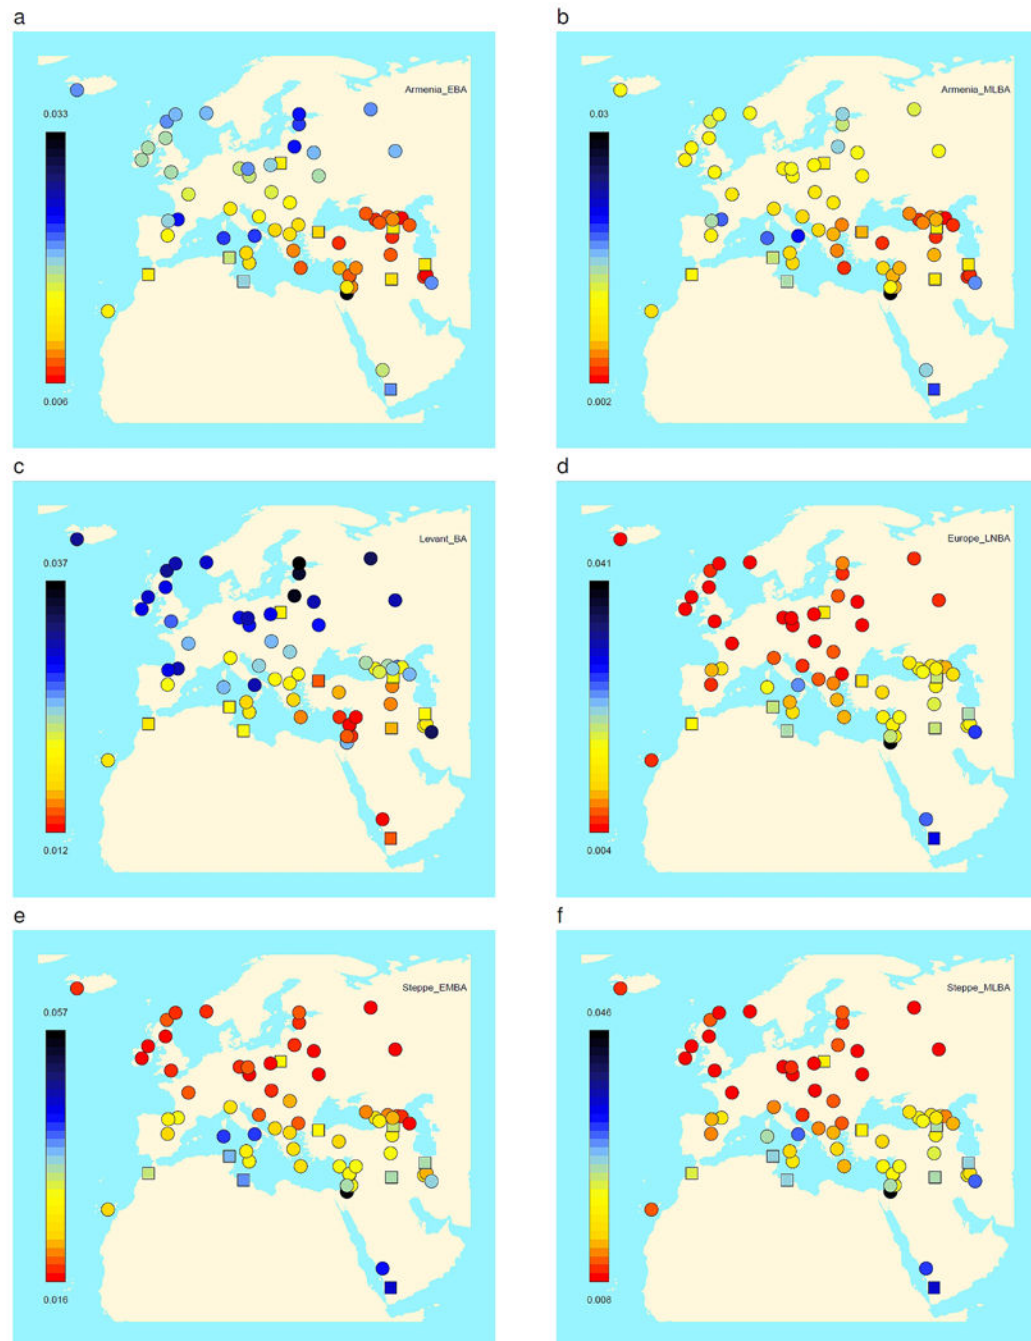 a
b
Armenia_EBA
Armenia_MLBA
0.033
0.03
0.006
0.002
c
d
Levant_BA
Europe_LNBA
0.037
0.041
0.012
0.004
e
f
Steppe_EMBA
Steppe_MLBA
0.057
0.046
0.016
0.008